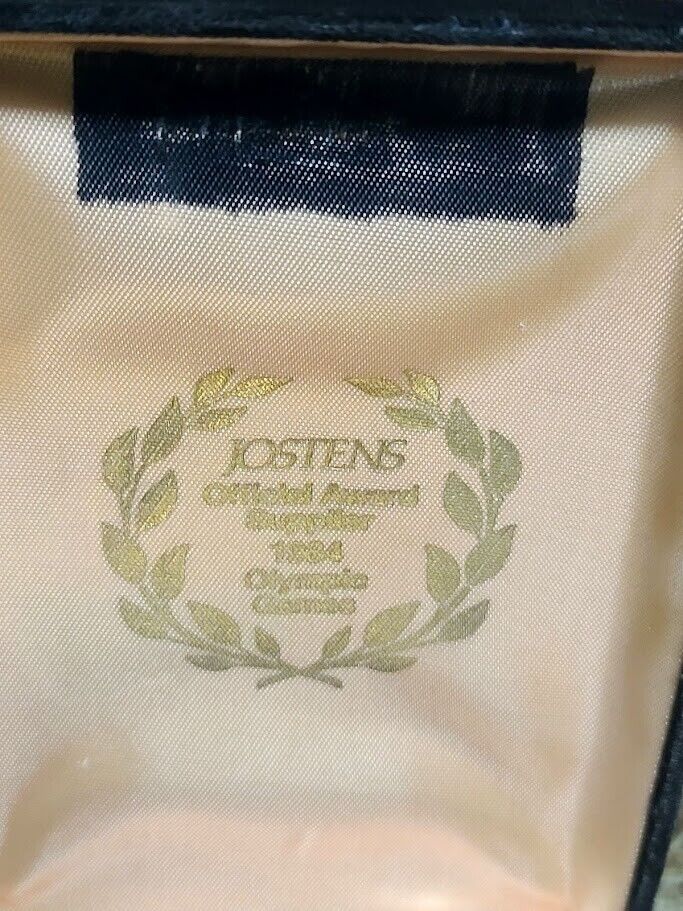 JOSTENS
Official Award
Supplier
1984
Olympic
Games